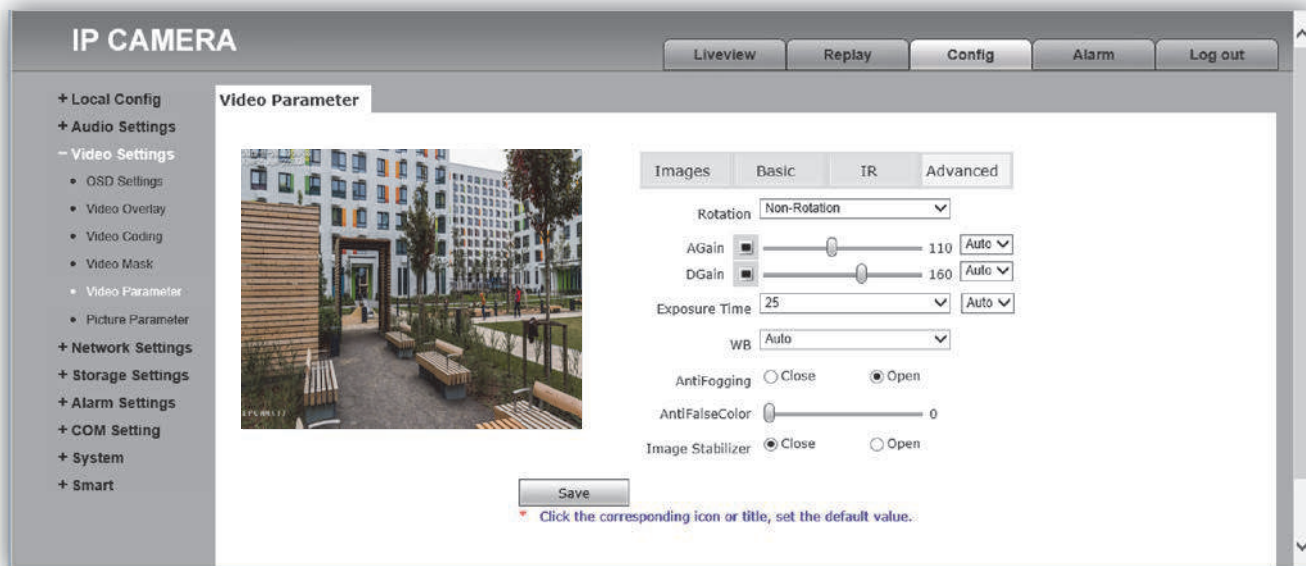 IP CAMERA
Liveview Replay Config Alarm Log out
+ Local Config
+ Audio Settings
− Video Settings
• OSD Settings
• Video Overlay
• Video Coding
• Video Mask
• Video Parameter
• Picture Parameter
+ Network Settings
+ Storage Settings
+ Alarm Settings
+ COM Setting
+ System
+ Smart
Video Parameter
Images Basic IR Advanced
Rotation Non-Rotation
AGain 110 Auto
DGain 160 Auto
Exposure Time 25 Auto
WB Auto
AntiFogging Close Open
AntiFalseColor 0
Image Stabilizer Close Open
Save
* Click the corresponding icon or title, set the default value.